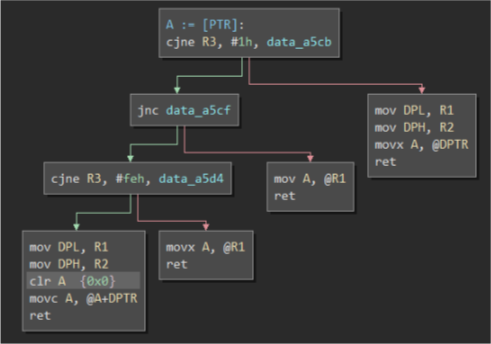 A := [PTR]:
cjne R3, #1h, data_a5cb
jnc data_a5cf
mov DPL, R1
mov DPH, R2
movx A, @DPTR
ret
cjne R3, #feh, data_a5d4
mov A, @R1
ret
mov DPL, R1
mov DPH, R2
clr A {0x0}
movc A, @A+DPTR
ret
movx A, @R1
ret